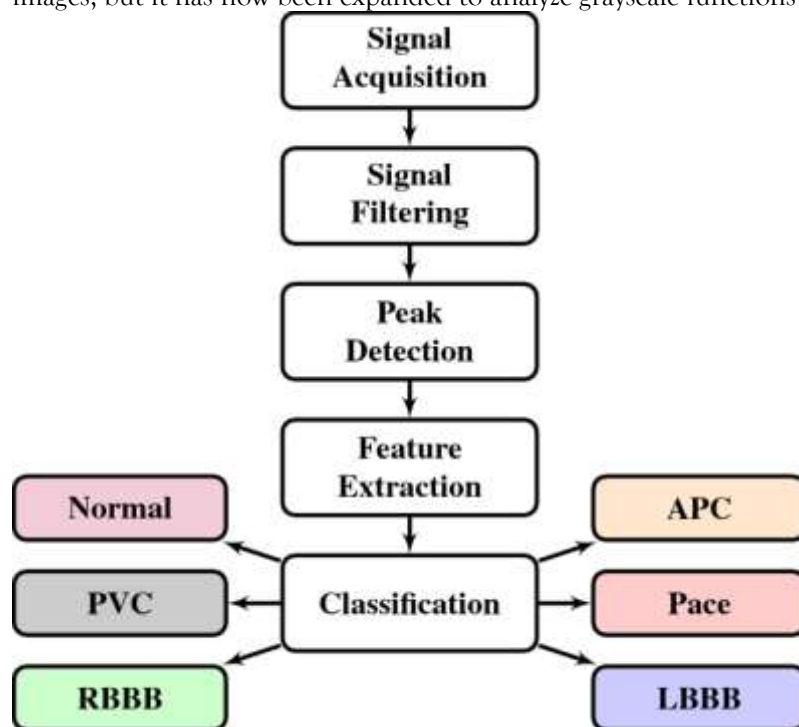 images, but it has now been expanded to analyze grayscale functions
Signal
Acquisition
Signal
Filtering
Peak
Detection
Feature
Extraction
Normal
APC
PVC
Classification
Pace
RBBB
LBBB